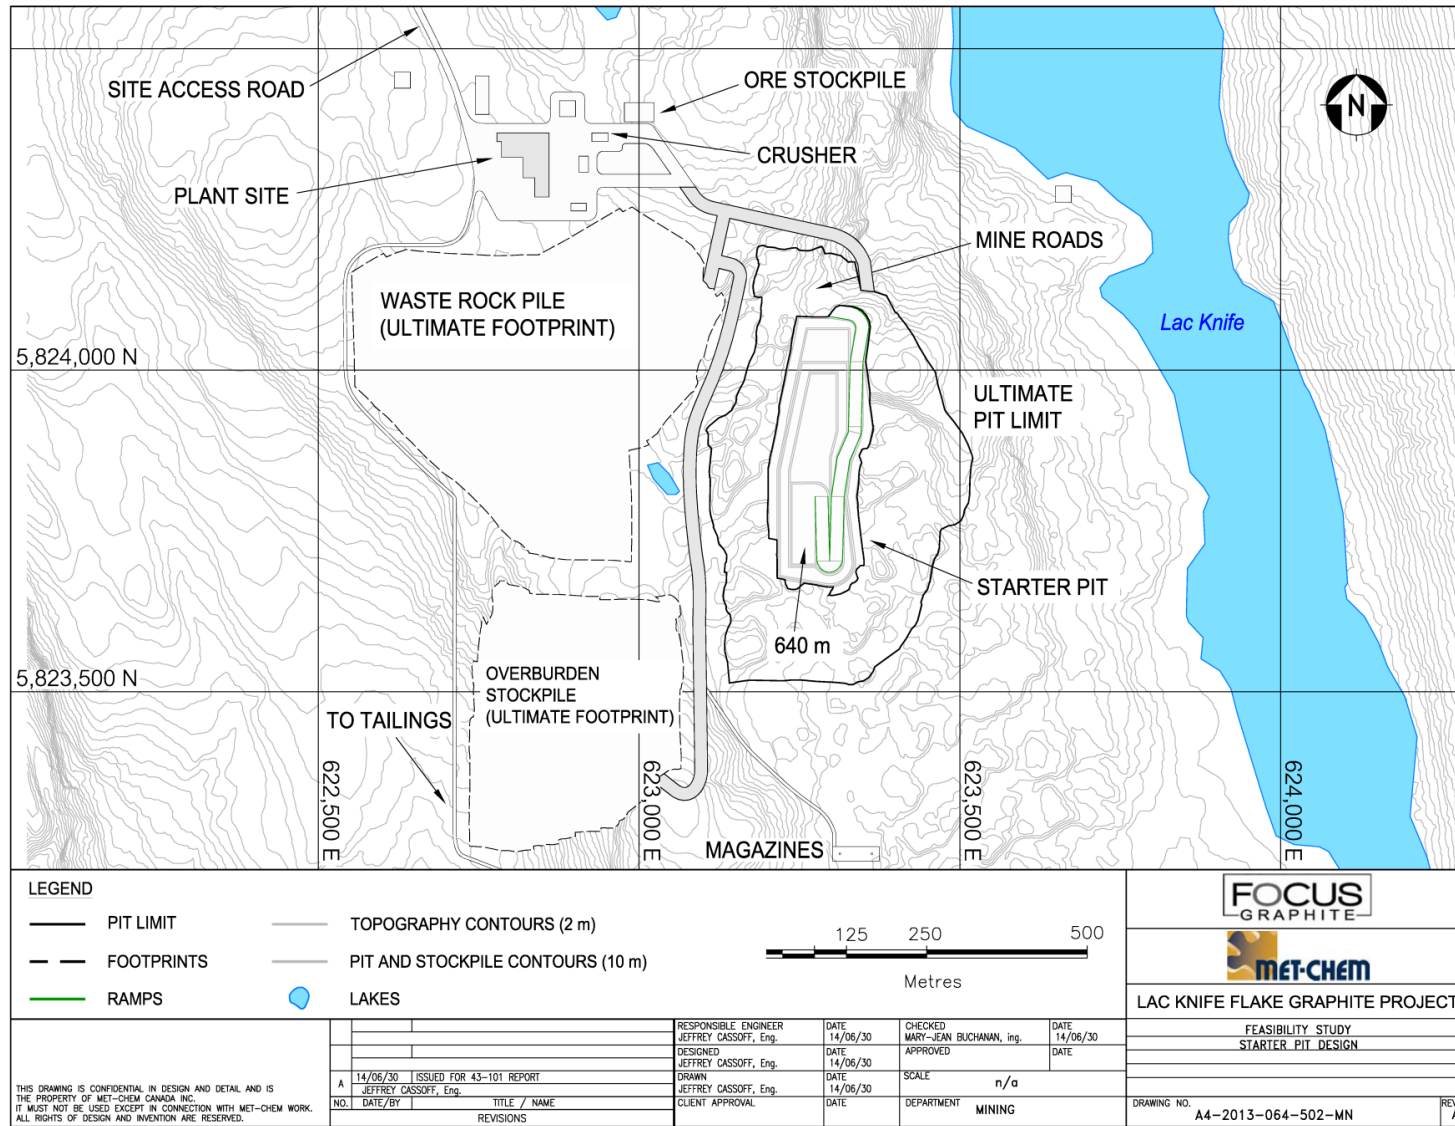 SITE ACCESS ROAD
ORE STOCKPILE
N
CRUSHER
PLANT SITE
MINE ROADS
WASTE ROCK PILE
(ULTIMATE FOOTPRINT)
Lac Knife
5,824,000 N
ULTIMATE
PIT LIMIT
STARTER PIT
640 m
5,823,500 N
OVERBURDEN
STOCKPILE
(ULTIMATE FOOTPRINT)
TO TAILINGS
622,500 E
623,000 E
623,500 E
624,000 E
MAGAZINES
LEGEND
PIT LIMIT
TOPOGRAPHY CONTOURS (2 m)
FOOTPRINTS
PIT AND STOCKPILE CONTOURS (10 m)
RAMPS
LAKES
125 250 500
Metres
FOCUS
GRAPHITE
MET-CHEM
LAC KNIFE FLAKE GRAPHITE PROJECT
FEASIBILITY STUDY
STARTER PIT DESIGN
DRAWING NO.
A4-2013-064-502-MN
REV
A
THIS DRAWING IS CONFIDENTIAL IN DESIGN AND DETAIL AND IS
THE PROPERTY OF MET-CHEM CANADA INC.
IT MUST NOT BE USED EXCEPT IN CONNECTION WITH MET-CHEM WORK.
ALL RIGHTS OF DESIGN AND INVENTION ARE RESERVED.
A 14/06/30 ISSUED FOR 43-101 REPORT
JEFFREY CASSOFF, Eng.
NO. DATE/BY TITLE / NAME
REVISIONS
RESPONSIBLE ENGINEER DATE CHECKED DATE
JEFFREY CASSOFF, Eng. 14/06/30 MARY-JEAN BUCHANAN, ing. 14/06/30
DESIGNED DATE APPROVED DATE
JEFFREY CASSOFF, Eng. 14/06/30
DRAWN DATE SCALE
JEFFREY CASSOFF, Eng. 14/06/30 n/a
CLIENT APPROVAL DATE DEPARTMENT
MINING